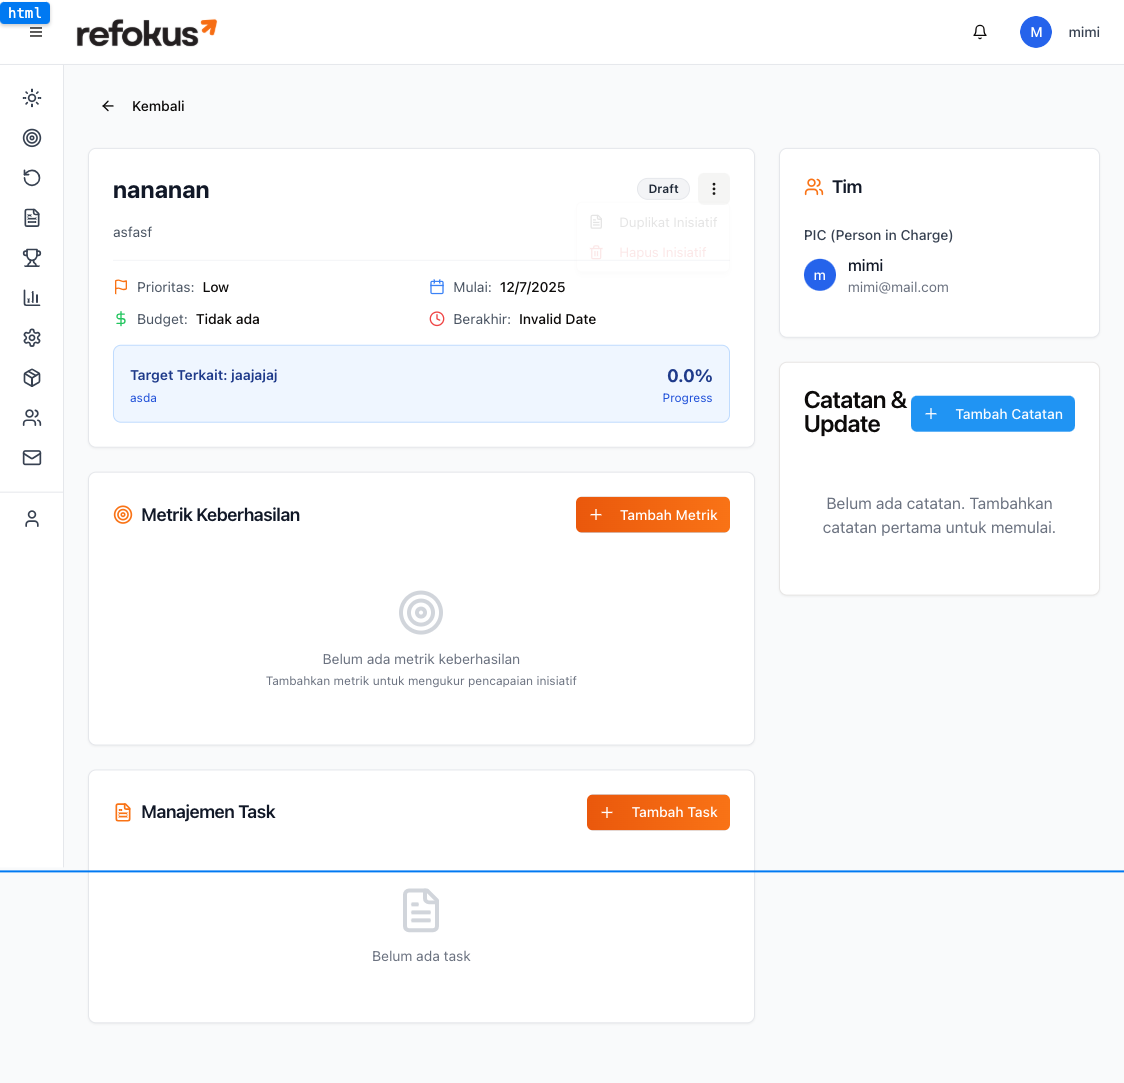 html
refokus
M
mimi
Kembali
nananan
Draft
asfasf
Duplikat Inisiatif
Hapus Inisiatif
Prioritas: Low
Mulai: 12/7/2025
Budget: Tidak ada
Berakhir: Invalid Date
Target Terkait: jaajajaj
0.0%
asda
Progress
Tim
PIC (Person in Charge)
m
mimi
mimi@mail.com
Catatan &
Update
Tambah Catatan
Belum ada catatan. Tambahkan
catatan pertama untuk memulai.
Metrik Keberhasilan
Tambah Metrik
Belum ada metrik keberhasilan
Tambahkan metrik untuk mengukur pencapaian inisiatif
Manajemen Task
Tambah Task
Belum ada task